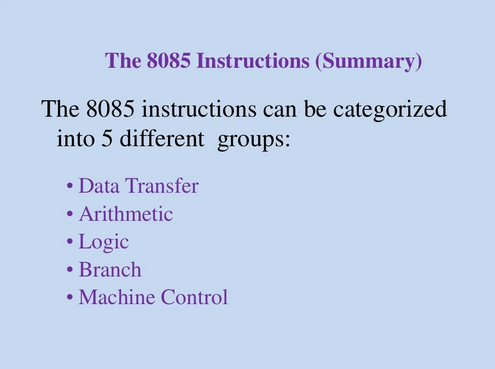 The 8085 Instructions (Summary)
The 8085 instructions can be categorized
into 5 different groups:
• Data Transfer
• Arithmetic
• Logic
• Branch
• Machine Control